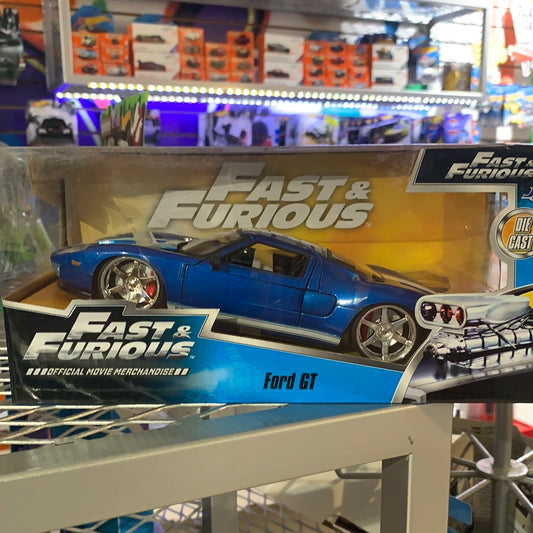 FAST &
FURIOUS
FAST &
FURIOUS
DIE
CAST
FAST &
FURIOUS
OFFICIAL MOVIE MERCHANDISE
Ford GT